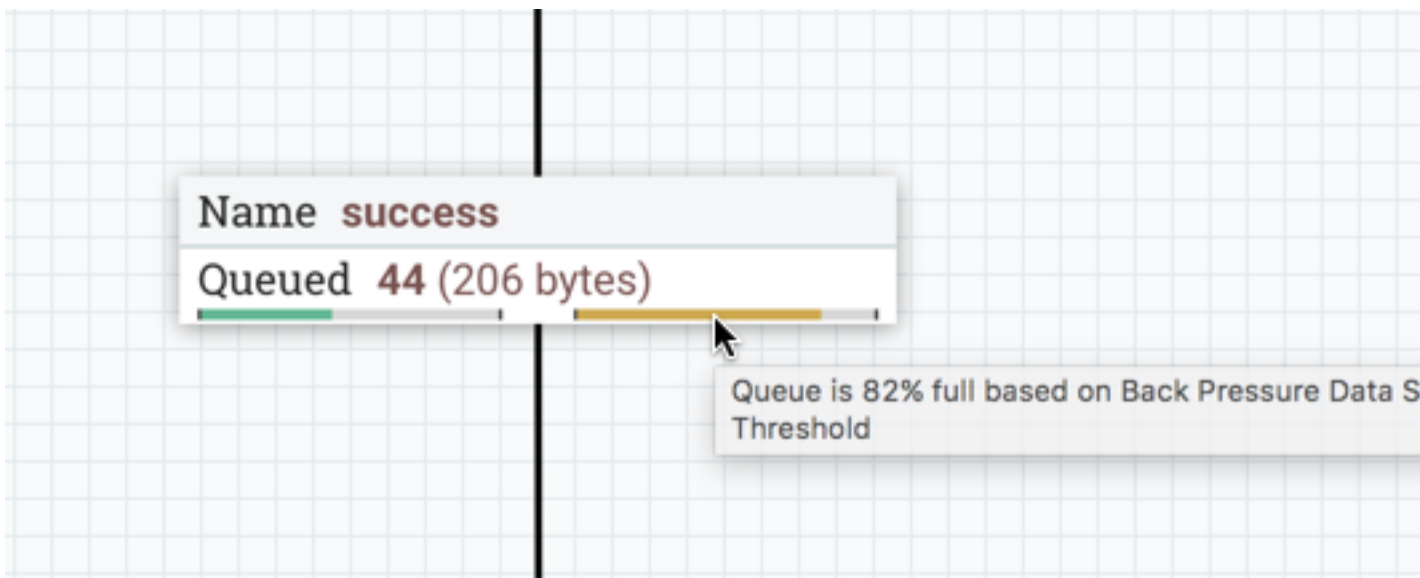 Name success
Queued 44 (206 bytes)
Queue is 82% full based on Back Pressure Data S
Threshold